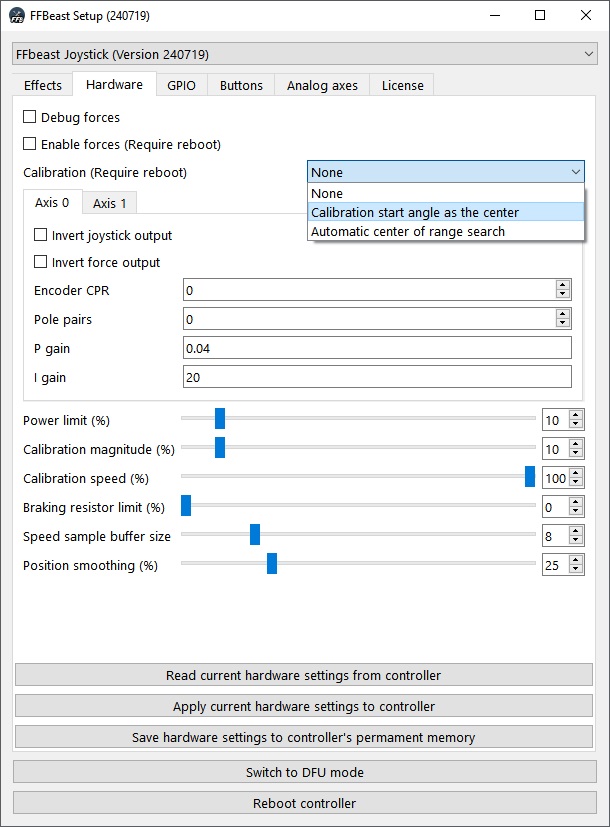 FFBeast Setup (240719)
FFbeast Joystick (Version 240719)
Effects Hardware GPIO Buttons Analog axes License
Debug forces
Enable forces (Require reboot)
Calibration (Require reboot) None
None
Calibration start angle as the center
Automatic center of range search
Axis 0 Axis 1
Invert joystick output
Invert force output
Encoder CPR 0
Pole pairs 0
P gain 0.04
I gain 20
Power limit (%) 10
Calibration magnitude (%) 10
Calibration speed (%) 100
Braking resistor limit (%) 0
Speed sample buffer size 8
Position smoothing (%) 25
Read current hardware settings from controller
Apply current hardware settings to controller
Save hardware settings to controller's permament memory
Switch to DFU mode
Reboot controller